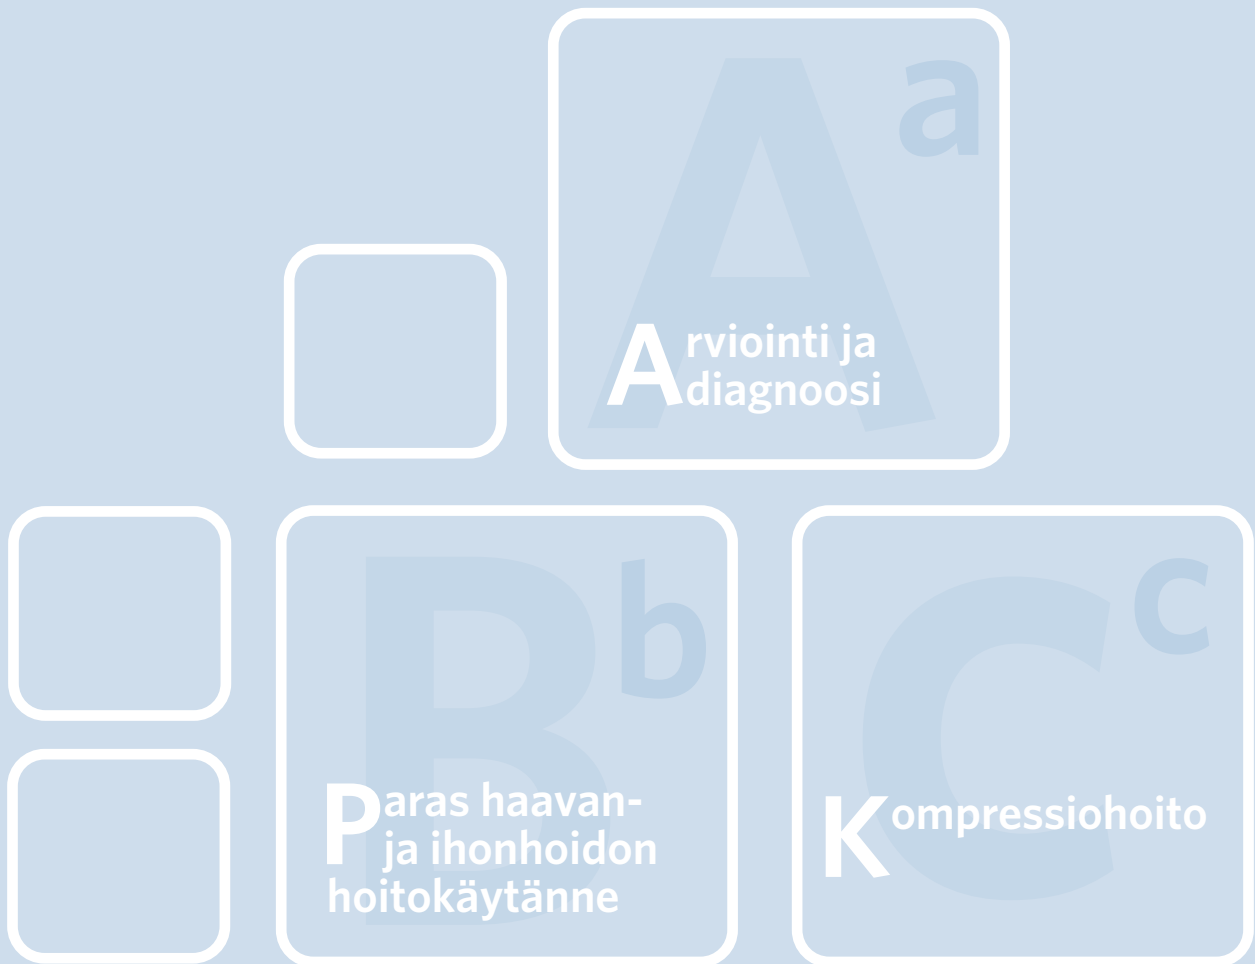 A a
Arviointi ja
diagnoosi
B b
Paras haavan-
ja ihonhoidon
hoitokäytänne
C c
Kompressiohoito